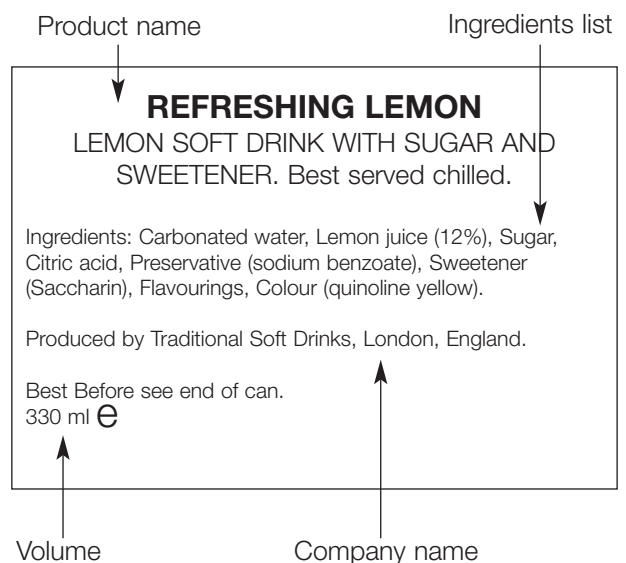 Product name
Ingredients list
REFRESHING LEMON
LEMON SOFT DRINK WITH SUGAR AND
SWEETENER. Best served chilled.
Ingredients: Carbonated water, Lemon juice (12%), Sugar,
Citric acid, Preservative (sodium benzoate), Sweetener
(Saccharin), Flavourings, Colour (quinoline yellow).
Produced by Traditional Soft Drinks, London, England.
Best Before see end of can.
330 ml e
Volume
Company name